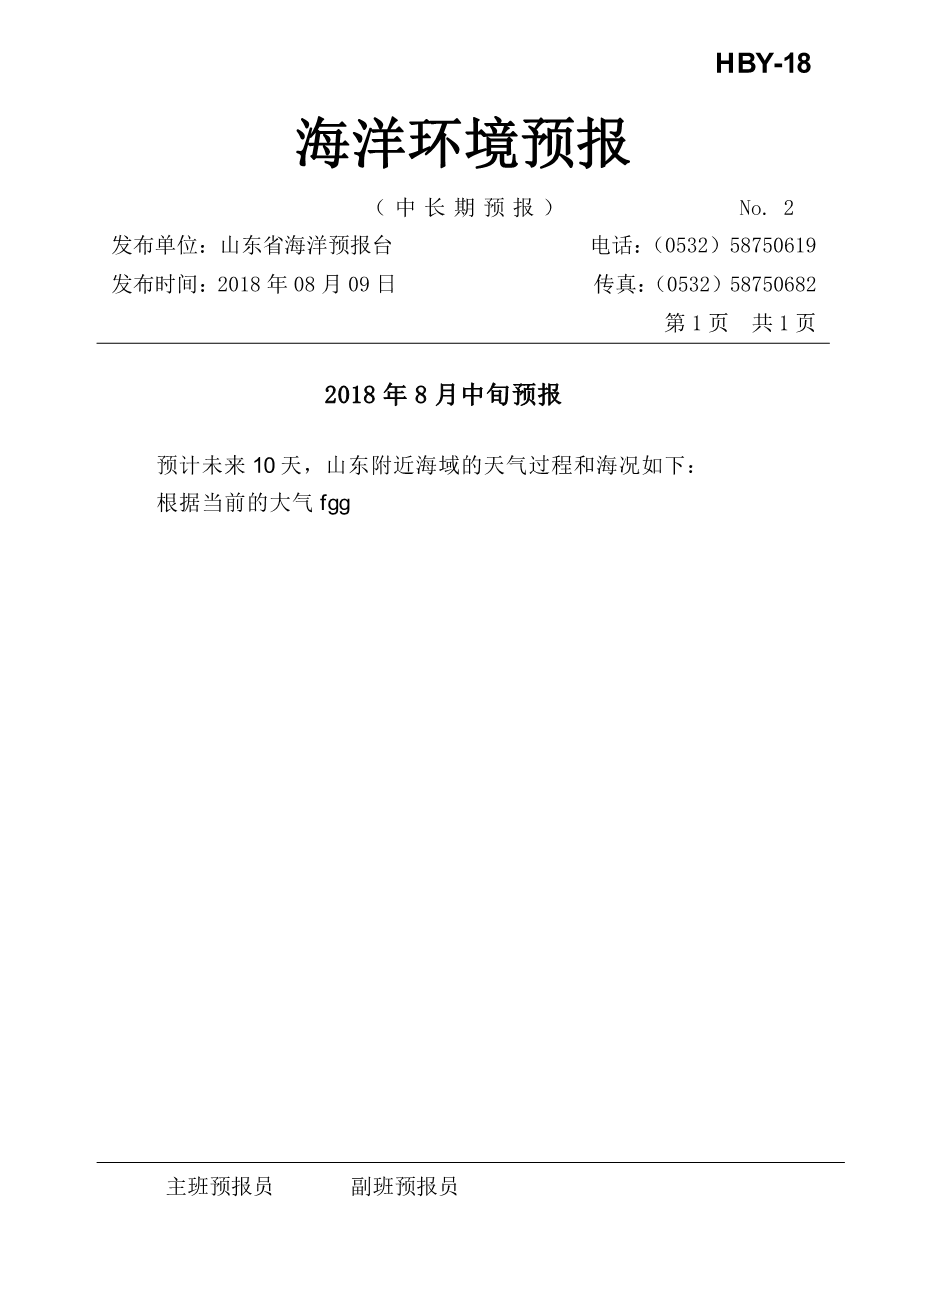 HBY-18
海洋环境预报
（中长期预报） No. 2
发布单位：山东省海洋预报台 电话：（0532）58750619
发布时间：2018 年 08 月 09 日 传真：（0532）58750682
第 1 页 共 1 页
2018 年 8 月中旬预报
预计未来 10 天，山东附近海域的天气过程和海况如下：
根据当前的大气 fgg
主班预报员 副班预报员